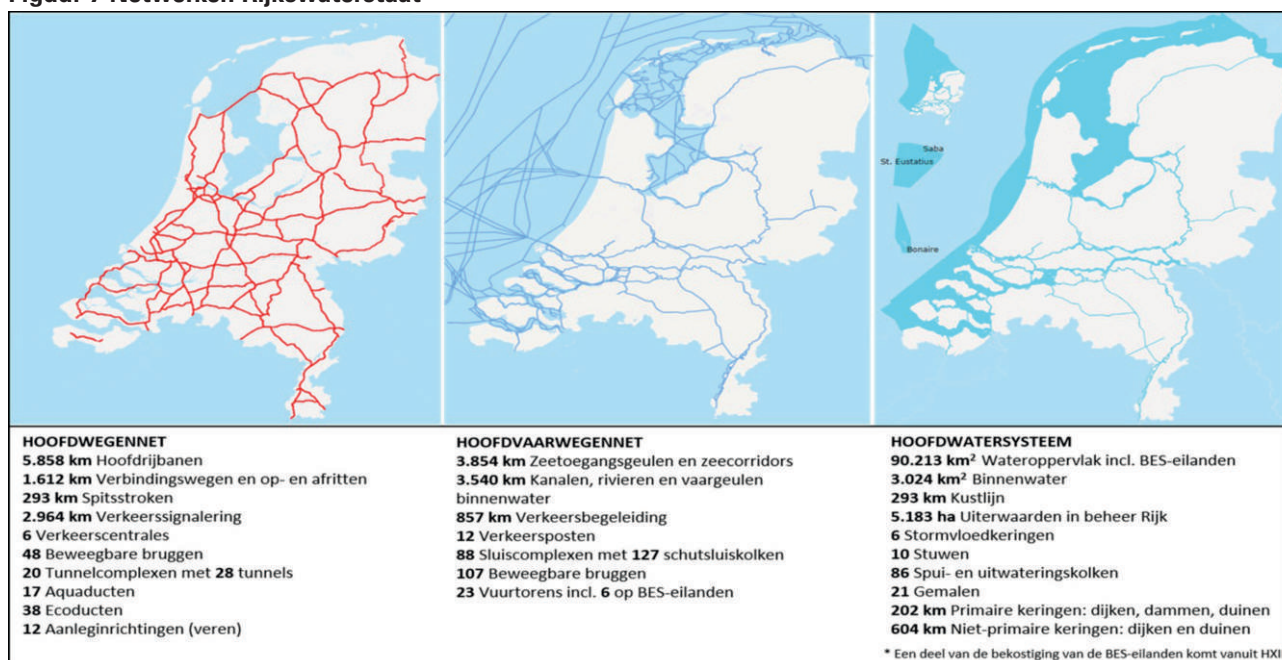 Figuur 7 Netwerken Rijkswaterstaat
Saba
St. Eustatius
Bonaire
HOOFDWEGENNET
5.858 km Hoofdrijbanen
1.612 km Verbindingswegen en op- en afritten
293 km Spitsstroken
2.964 km Verkeerssignalering
6 Verkeerscentrales
48 Beweegbare bruggen
20 Tunnelcomplexen met 28 tunnels
17 Aquaducten
38 Ecoducten
12 Aanleginrichtingen (veren)
HOOFDVAARWEGENNET
3.854 km Zeetoegangsgeulen en zeecorridors
3.540 km Kanalen, rivieren en vaargeulen
binnenwater
857 km Verkeersbegeleiding
12 Verkeersposten
88 Sluiscomplexen met 127 schutsluiskolken
107 Beweegbare bruggen
23 Vuurtorens incl. 6 op BES-eilanden
HOOFDWATERSYSTEEM
90.213 km² Wateroppervlak incl. BES-eilanden
3.024 km² Binnenwater
293 km Kustlijn
5.183 ha Uiterwaarden in beheer Rijk
6 Stormvloedkeringen
10 Stuwen
86 Spui- en uitwateringskolken
21 Gemalen
202 km Primaire keringen: dijken, dammen, duinen
604 km Niet-primaire keringen: dijken en duinen
* Een deel van de bekostiging van de BES-eilanden komt vanuit HXII